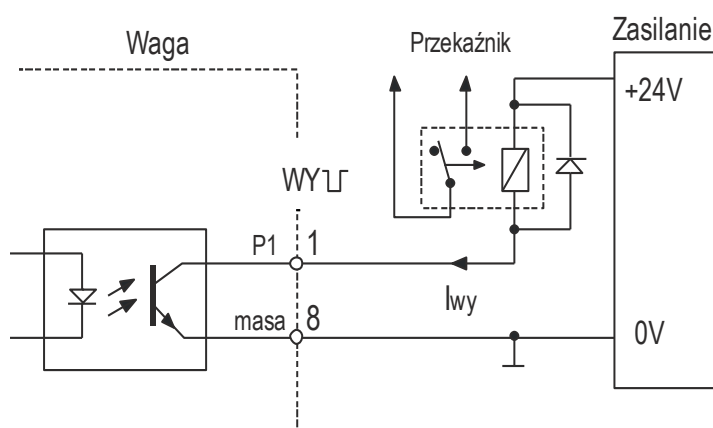 Waga
Przekaźnik
Zasilanie
+24V
WY
P1
1
Iwy
masa
8
0V